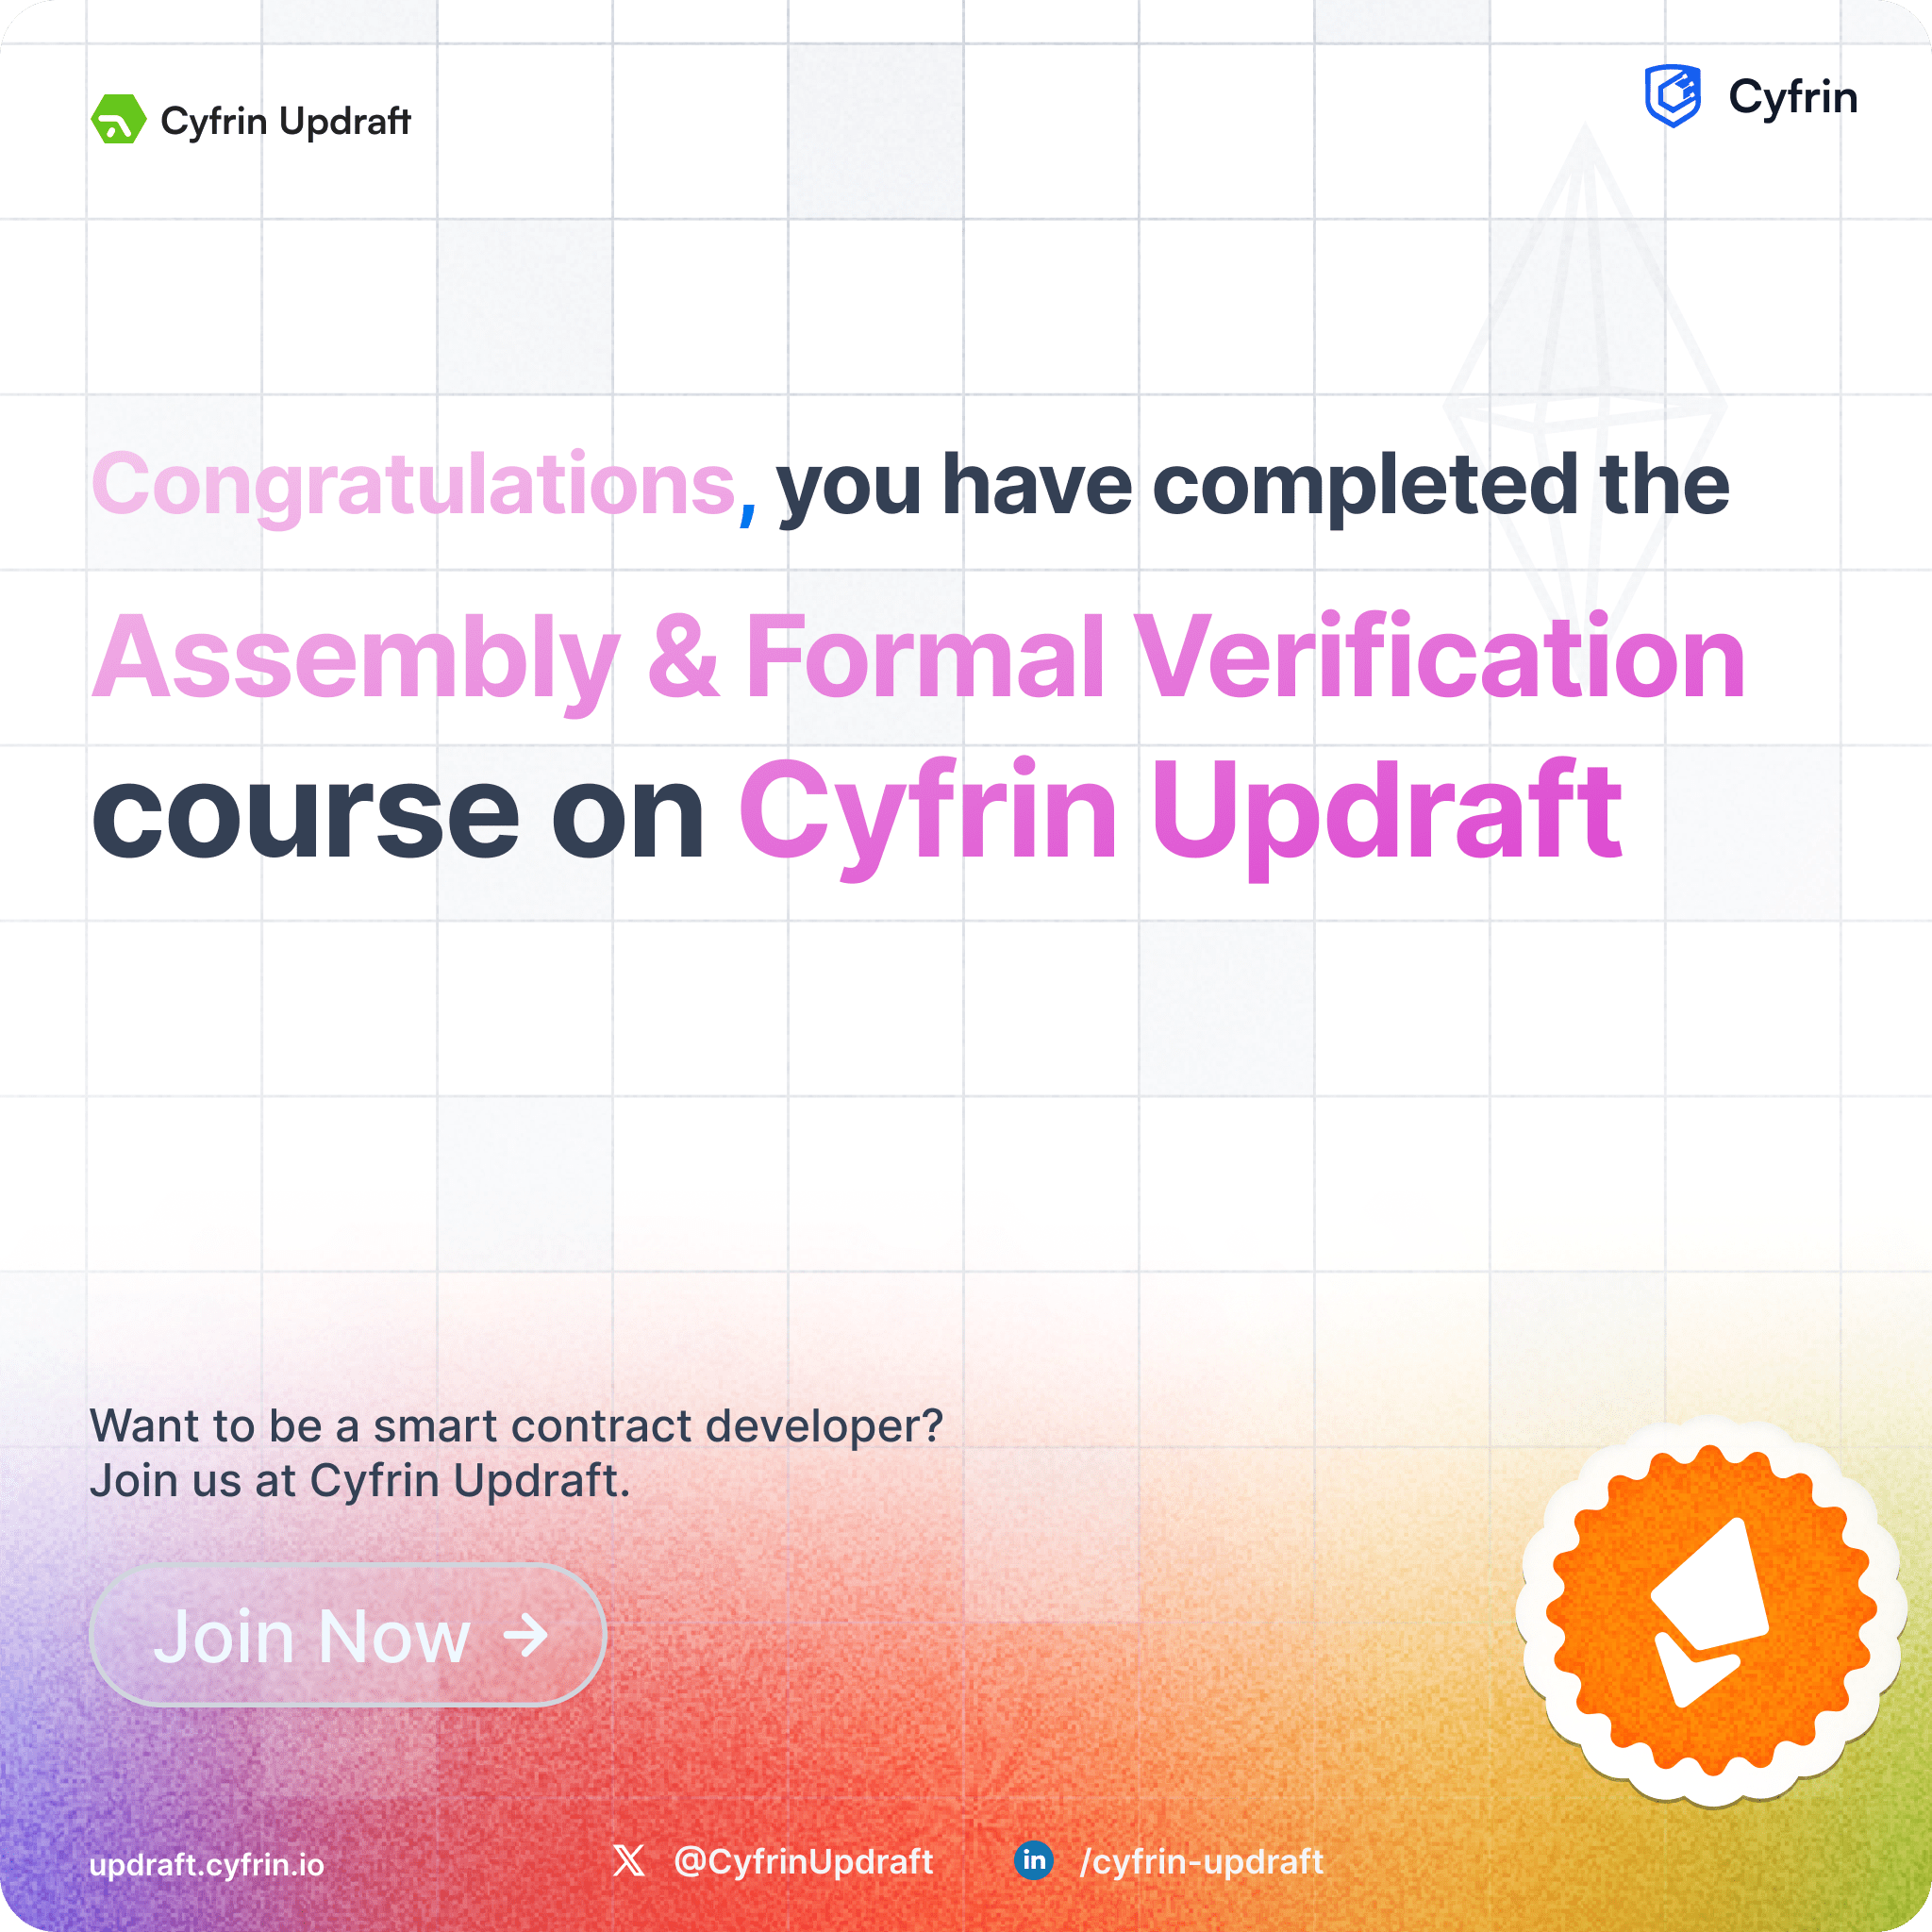 Cyfrin Updraft
Cyfrin
Congratulations, you have completed the
Assembly & Formal Verification
course on Cyfrin Updraft
Want to be a smart contract developer?
Join us at Cyfrin Updraft.
Join Now →
updraft.cyfrin.io
@CyfrinUpdraft
in /cyfrin-updraft